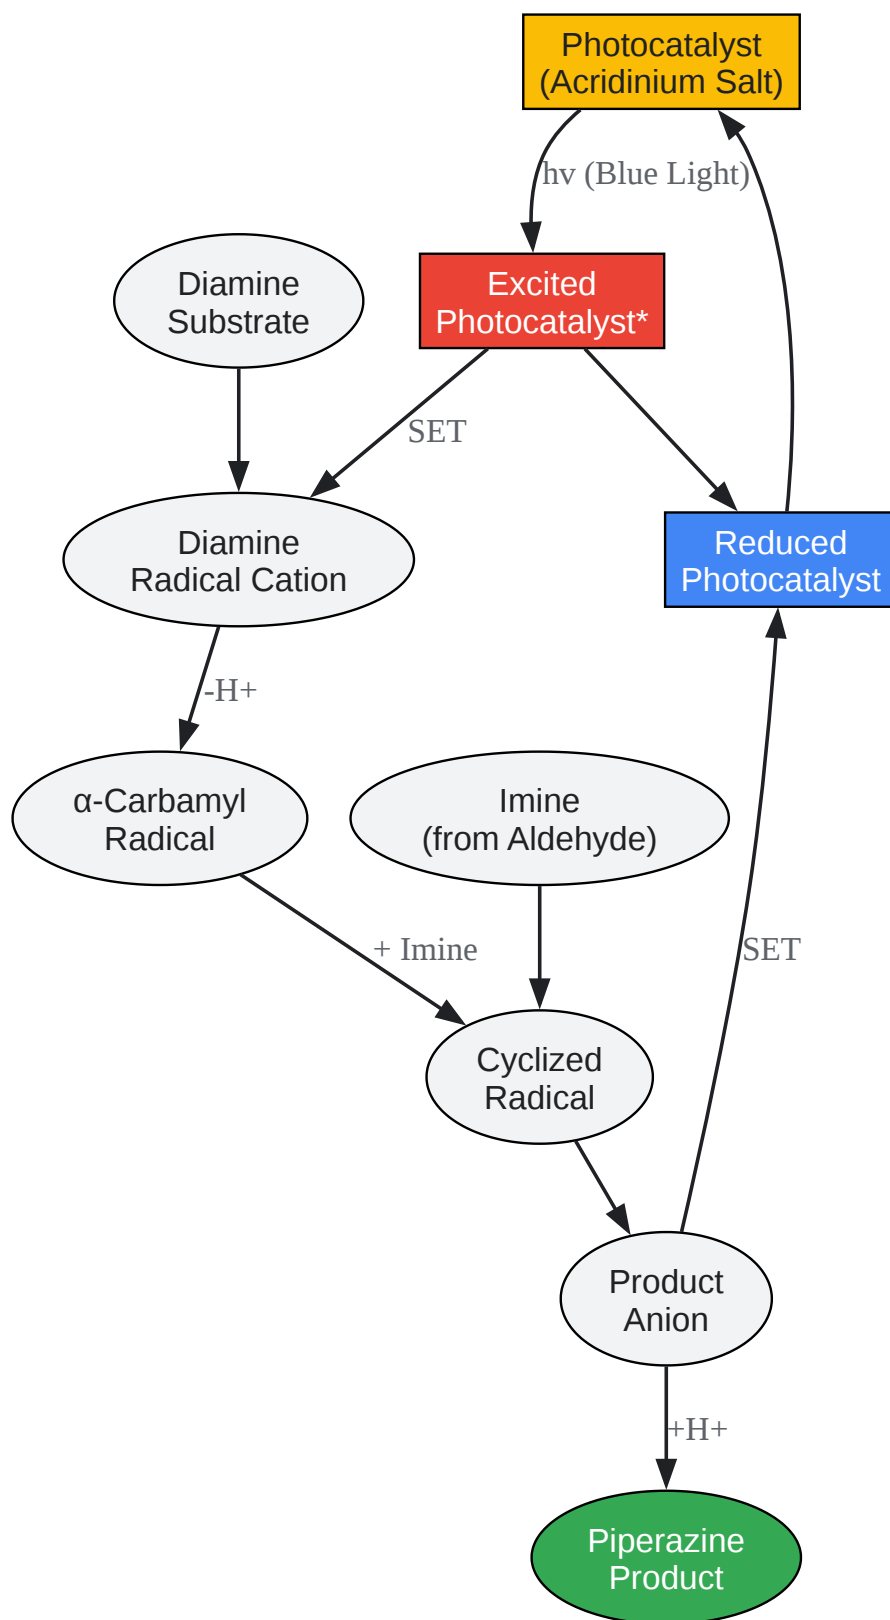 Photocatalyst
(Acridinium Salt)
hv (Blue Light)
Diamine
Substrate
Excited
Photocatalyst*
SET
Diamine
Radical Cation
Reduced
Photocatalyst
-H+
α-Carbamyl
Radical
Imine
(from Aldehyde)
+ Imine
SET
Cyclized
Radical
Product
Anion
+H+
Piperazine
Product